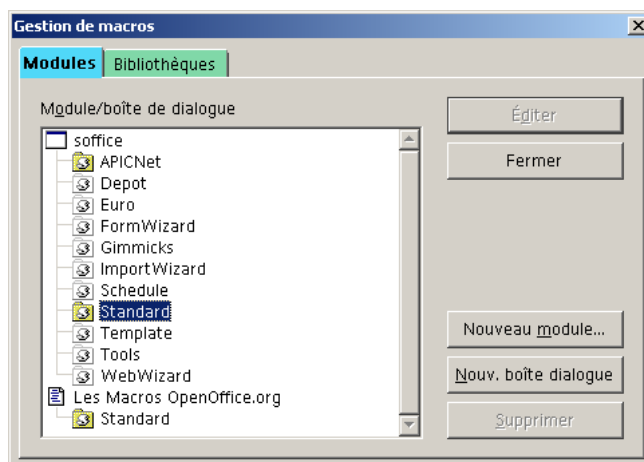 Gestion de macros
Modules Bibliothèques
Module/boîte de dialogue
Éditer
soffice
APICNet
Fermer
Depot
Euro
FormWizard
Gimmicks
ImportWizard
Schedule
Standard
Template
Nouveau module...
Tools
WebWizard
Nouv. boîte dialogue
Les Macros OpenOffice.org
Standard
Supprimer